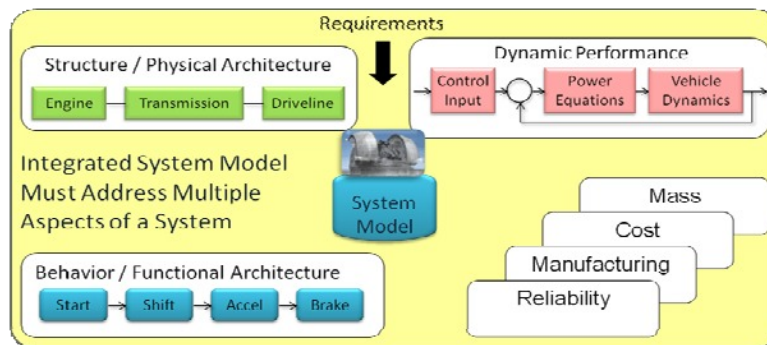 Requirements
Structure / Physical Architecture
Engine
Transmission
Driveline
Dynamic Performance
Control
Input
Power
Equations
Vehicle
Dynamics
Integrated System Model
Must Address Multiple
Aspects of a System
System
Model
Mass
Cost
Manufacturing
Reliability
Behavior / Functional Architecture
Start
Shift
Accel
Brake